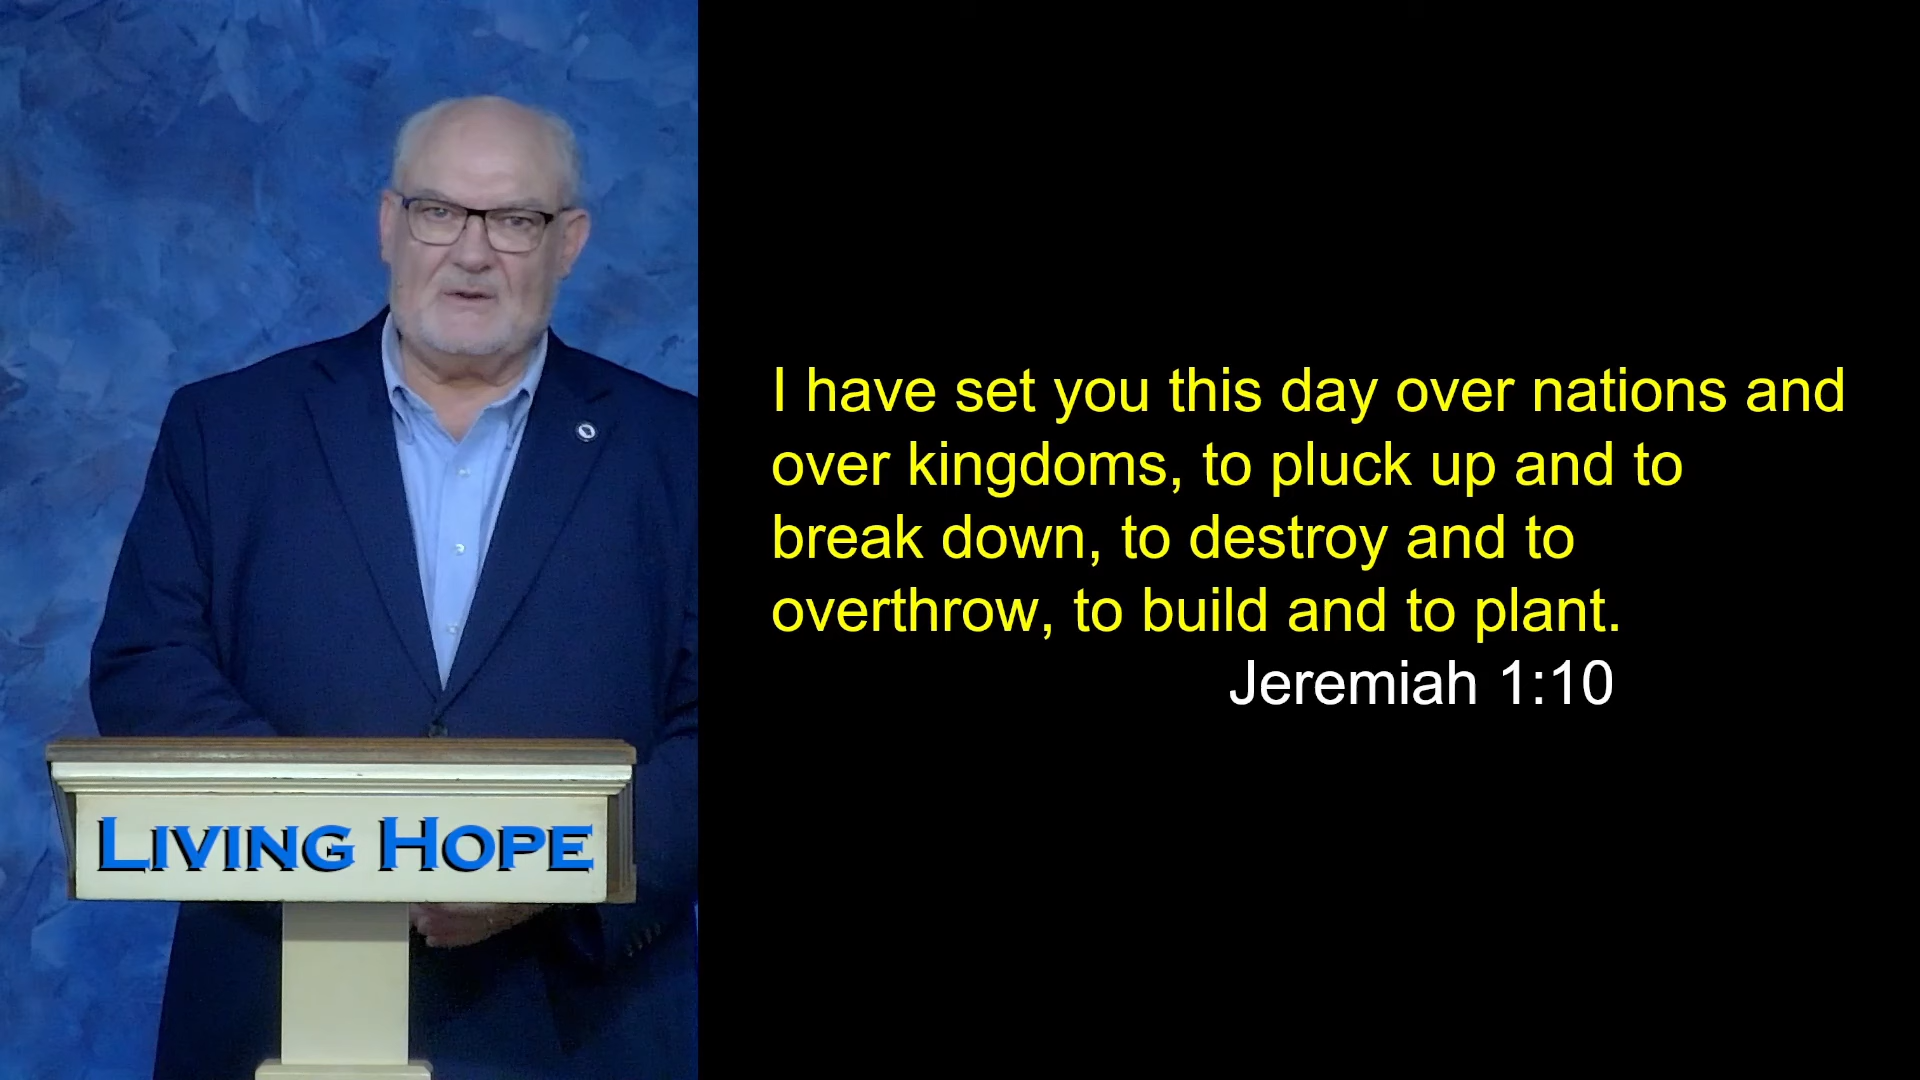 LIVING HOPE
I have set you this day over nations and
over kingdoms, to pluck up and to
break down, to destroy and to
overthrow, to build and to plant.
Jeremiah 1:10